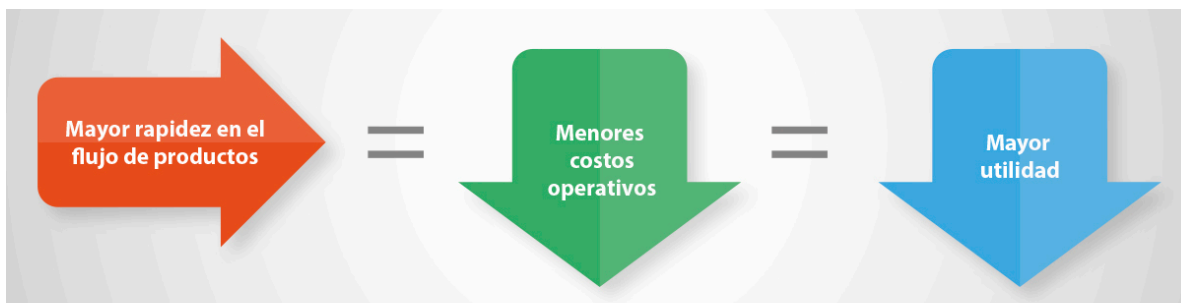 Mayor rapidez en el
flujo de productos
=
Menores
costos
operativos
=
Mayor
utilidad